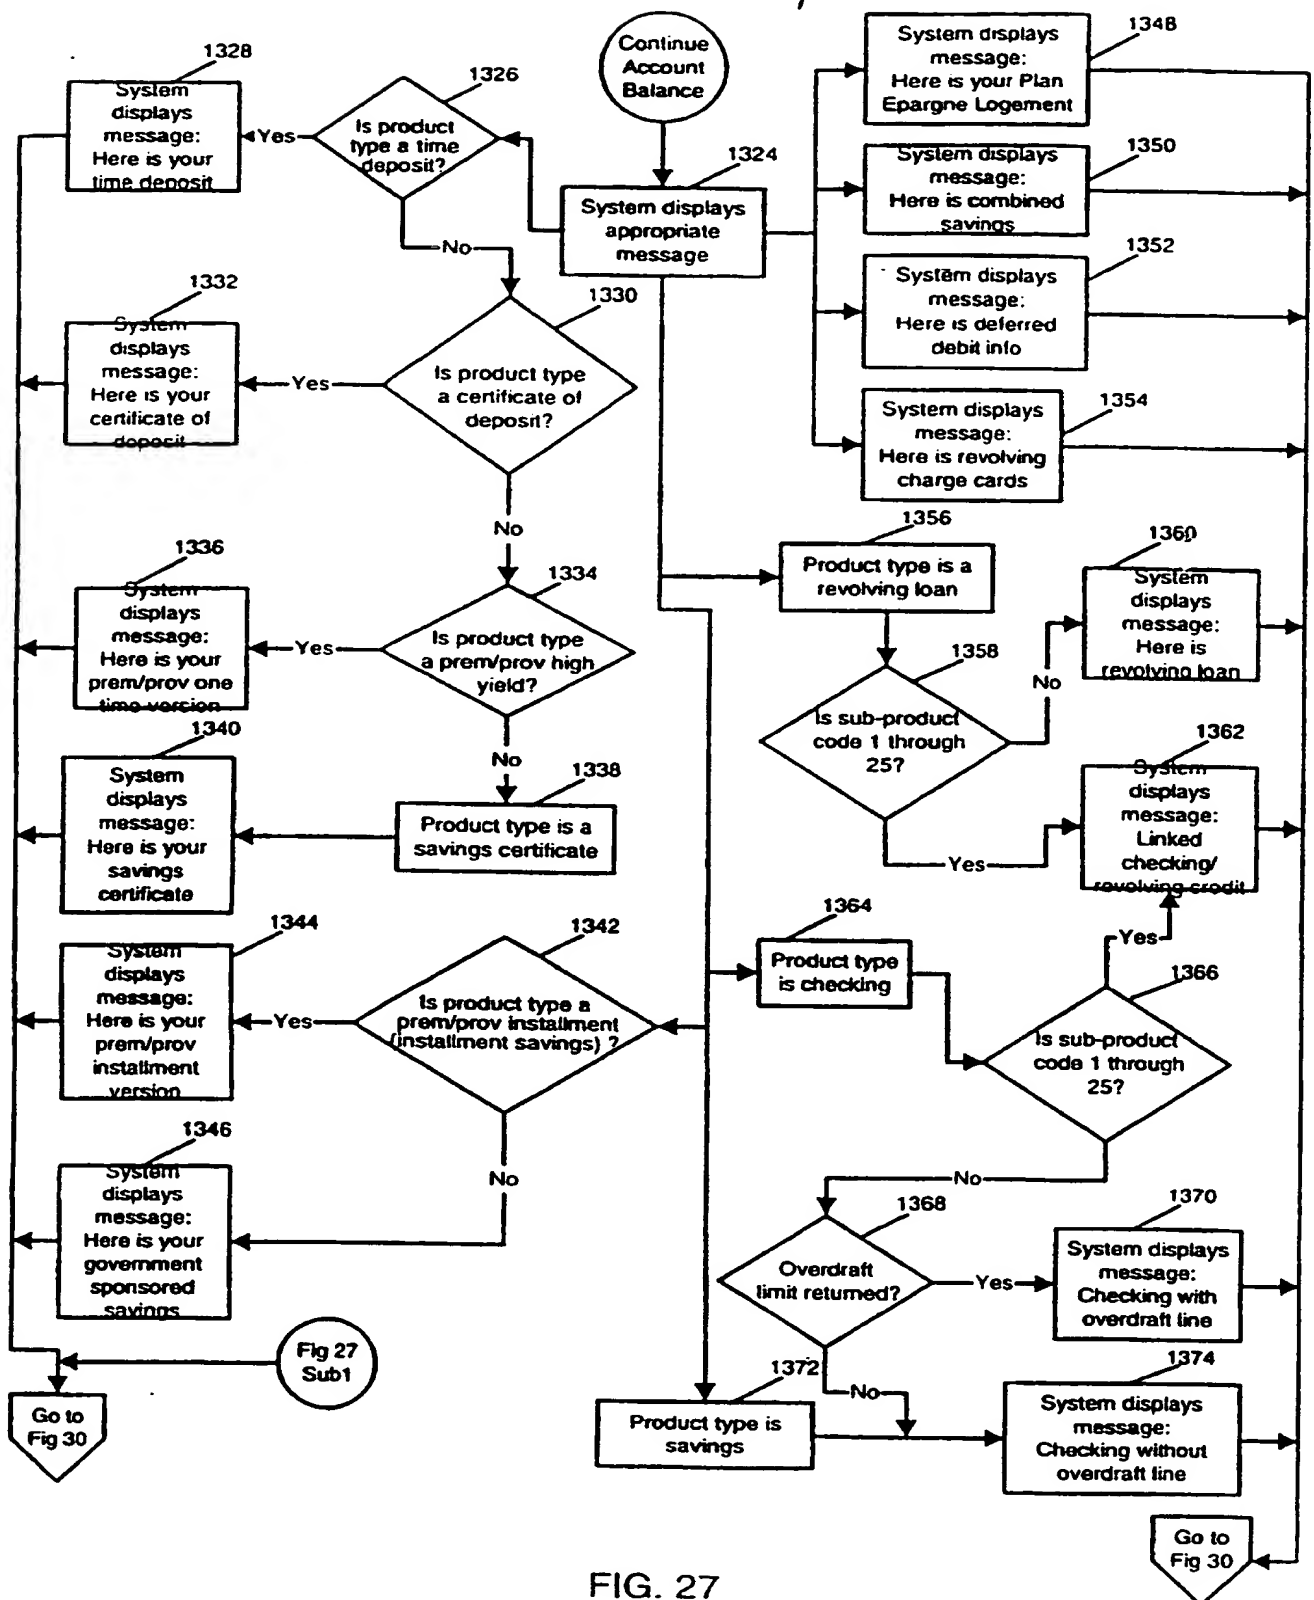 Continue
Account
Balance
1324
System displays
appropriate
message
1326
Is product
type a time
deposit?
Yes
1328
System
displays
message:
Here is your
time deposit
No
1330
Is product type
a certificate of
deposit?
Yes
1332
System
displays
message:
Here is your
certificate of
deposit
No
1334
Is product type
a prem/prov high
yield?
Yes
1336
System
displays
message:
Here is your
prem/prov one
time version
No
1338
Product type is a
savings certificate
1340
System
displays
message:
Here is your
savings
certificate
1342
Is product type a
prem/prov installment
(installment savings) ?
Yes
1344
System
displays
message:
Here is your
prem/prov
installment
version
No
1346
System
displays
message:
Here is your
government
sponsored
savings
Fig 27
Sub1
Go to
Fig 30
1348
System displays
message:
Here is your Plan
Epargne Logement
1350
System displays
message:
Here is combined
savings
1352
System displays
message:
Here is deferred
debit info
1354
System displays
message:
Here is revolving
charge cards
1356
Product type is a
revolving loan
1358
Is sub-product
code 1 through
25?
No
1360
System
displays
message:
Here is
revolving loan
Yes
1362
System
displays
message:
Linked
checking/
revolving credit
1364
Product type
is checking
1366
Is sub-product
code 1 through
25?
Yes
No
1368
Overdraft
limit returned?
Yes
1370
System displays
message:
Checking with
overdraft line
No
1372
Product type is
savings
1374
System displays
message:
Checking without
overdraft line
Go to
Fig 30
FIG. 27